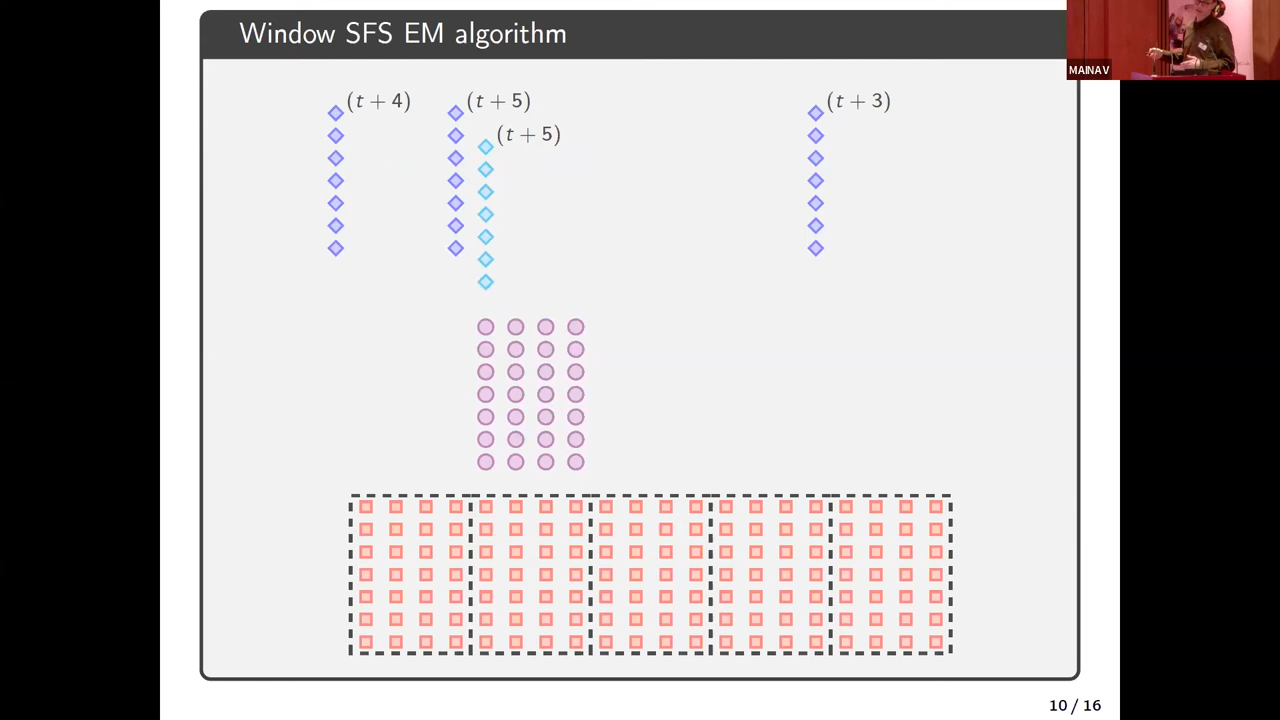 Window SFS EM algorithm
MAINAV
(t + 4)
(t + 5)
(t + 3)
(t + 5)
10 / 16